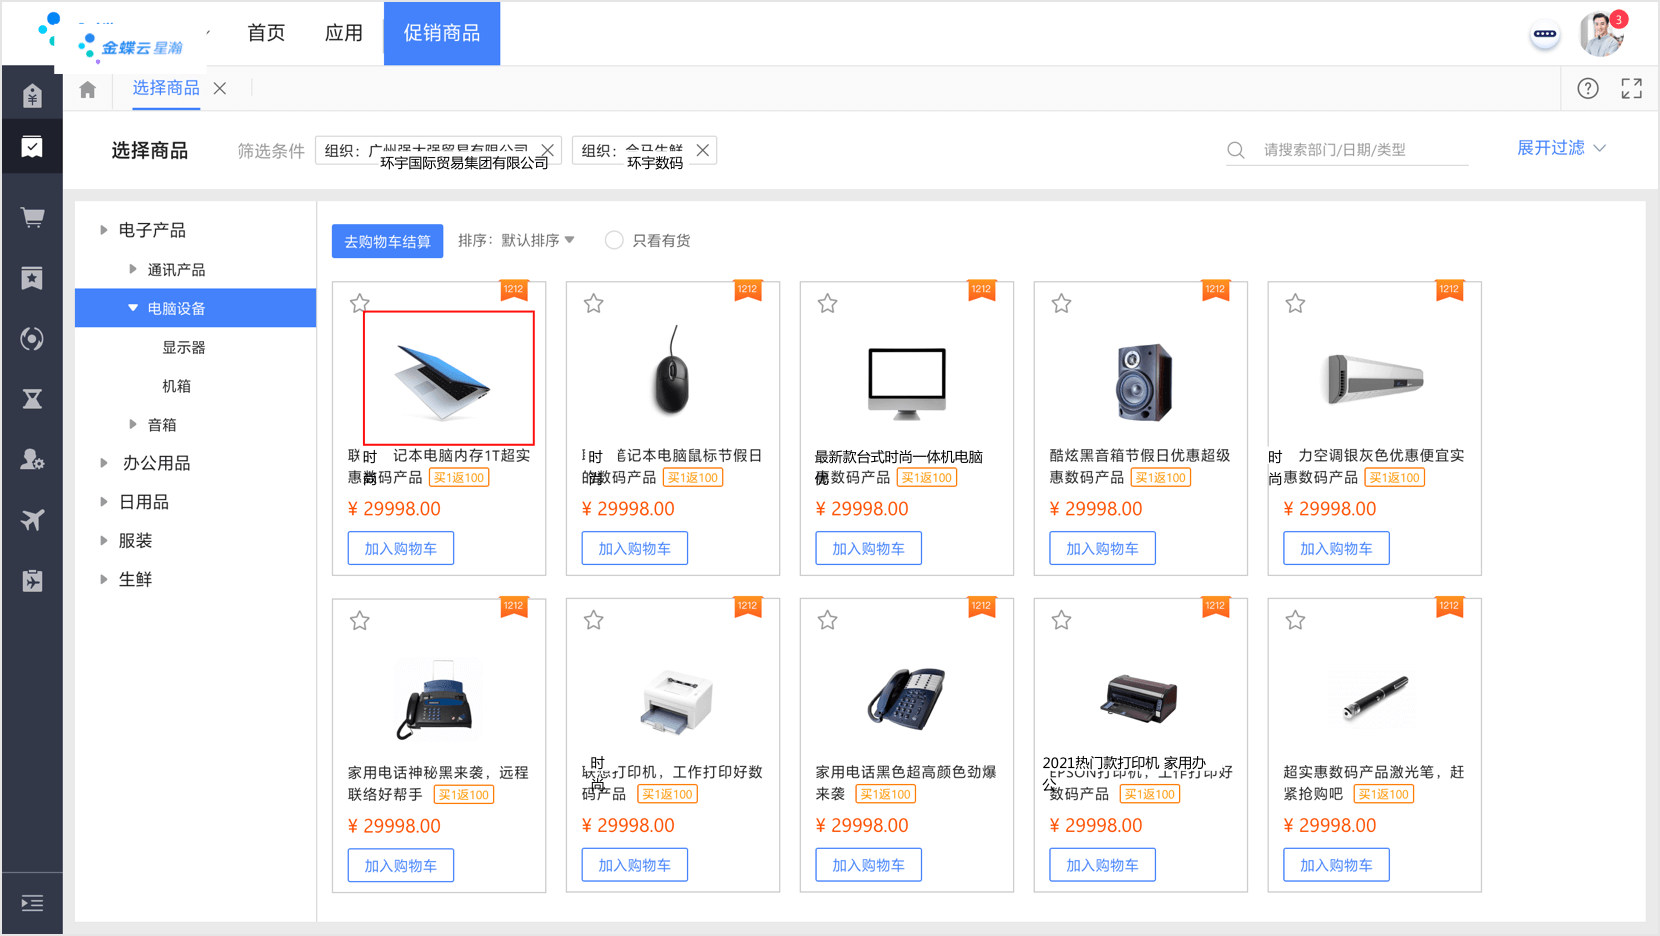 金蝶云星瀚
首页 应用 促销商品
3
选择商品
选择商品 筛选条件 组织： 组织：
环宇国际贸易集团有限公司 环宇数码
请搜索部门/日期/类型 展开过滤
电子产品
通讯产品
电脑设备
显示器
机箱
音箱
办公用品
日用品
服装
生鲜
去购物车结算 排序：默认排序 只看有货
1212
时尚 记本电脑内存1T超实
惠数码产品 买1返100
¥ 29998.00
加入购物车
1212
时尚 笔记本电脑鼠标节假日
的数码产品 买1返100
¥ 29998.00
加入购物车
1212
最新款台式时尚一体机电脑
优惠数码产品 买1返100
¥ 29998.00
加入购物车
1212
酷炫黑音箱节假日优惠超级
惠数码产品 买1返100
¥ 29998.00
加入购物车
1212
时尚 力空调银灰色优惠便宜实
惠数码产品 买1返100
¥ 29998.00
加入购物车
1212
家用电话神秘黑来袭，远程
联络好帮手 买1返100
¥ 29998.00
加入购物车
1212
时尚
联想打印机，工作打印好数
码产品 买1返100
¥ 29998.00
加入购物车
1212
家用电话黑色超高颜色劲爆
来袭 买1返100
¥ 29998.00
加入购物车
1212
2021热门款打印机 家用办公
EPSON打印机，工作打印好
数码产品 买1返100
¥ 29998.00
加入购物车
1212
超实惠数码产品激光笔，赶
紧抢购吧 买1返100
¥ 29998.00
加入购物车